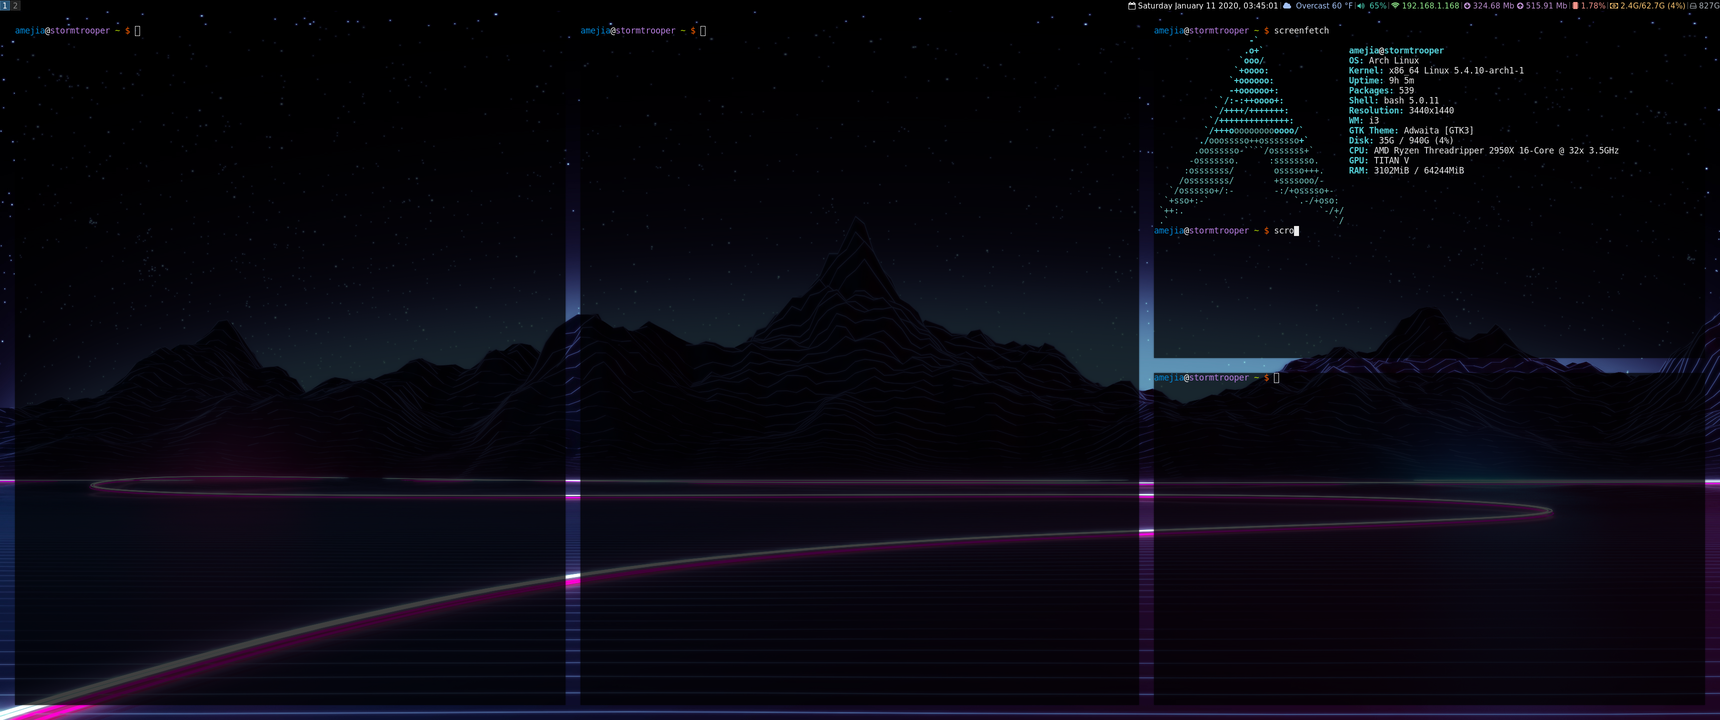 1 2
Saturday January 11 2020, 03:45:01 | Overcast 60 °F | 65% | 192.168.1.168 | 324.68 Mb 515.91 Mb | 1.78% | 2.4G/62.7G (4%) | 827G
amejia@stormtrooper ~ $
amejia@stormtrooper ~ $
amejia@stormtrooper ~ $ screenfetch
amejia@stormtrooper
OS: Arch Linux
Kernel: x86_64 Linux 5.4.10-arch1-1
Uptime: 9h 5m
Packages: 539
Shell: bash 5.0.11
Resolution: 3440x1440
WM: i3
GTK Theme: Adwaita [GTK3]
Disk: 35G / 940G (4%)
CPU: AMD Ryzen Threadripper 2950X 16-Core @ 32x 3.5GHz
GPU: TITAN V
RAM: 3102MiB / 64244MiB
amejia@stormtrooper ~ $ scro
amejia@stormtrooper ~ $